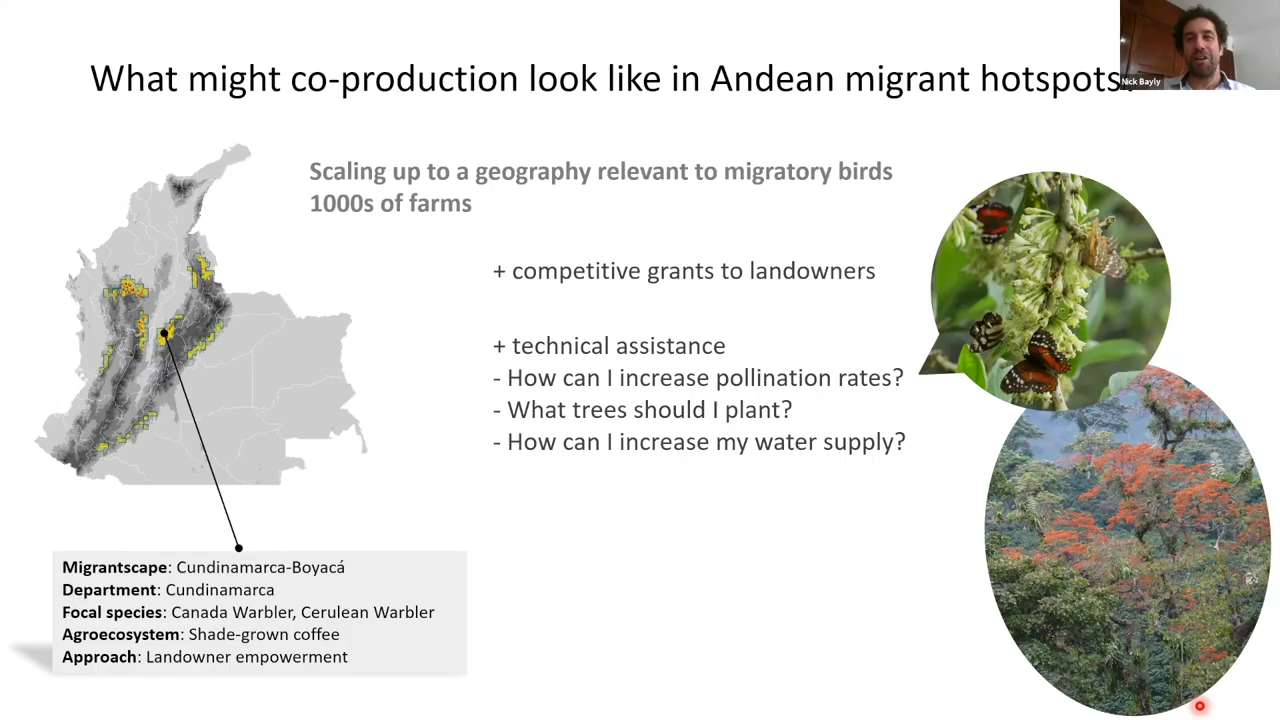 What might co-production look like in Andean migrant hotspots
Nick Bayly
Scaling up to a geography relevant to migratory birds
1000s of farms
+ competitive grants to landowners
+ technical assistance
- How can I increase pollination rates?
- What trees should I plant?
- How can I increase my water supply?
Migrantscape: Cundinamarca-Boyacá
Department: Cundinamarca
Focal species: Canada Warbler, Cerulean Warbler
Agroecosystem: Shade-grown coffee
Approach: Landowner empowerment